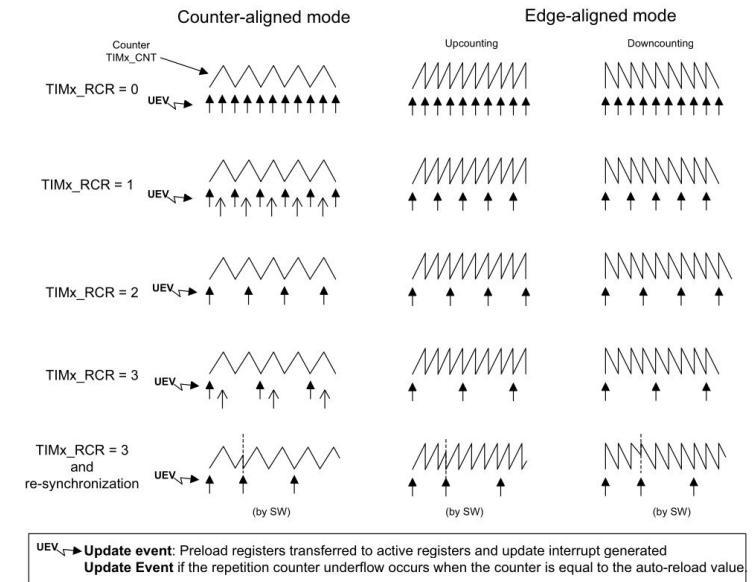 Counter-aligned mode
Edge-aligned mode
Counter
TIMx_CNT
Upcounting
Downcounting
TIMx_RCR = 0
UEV
TIMx_RCR = 1
UEV
TIMx_RCR = 2
UEV
TIMx_RCR = 3
UEV
TIMx_RCR = 3
and
re-synchronization
UEV
(by SW)
(by SW)
(by SW)
UEV Update event: Preload registers transferred to active registers and update interrupt generated
Update Event if the repetition counter underflow occurs when the counter is equal to the auto-reload value.